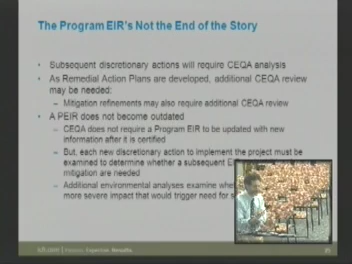 The Program EIR's Not the End of the Story
• Subsequent discretionary actions will require CEQA analysis
• As Remedial Action Plans are developed, additional CEQA review
may be needed:
– Mitigation refinements may also require additional CEQA review
• A PEIR does not become outdated
– CEQA does not require a Program EIR to be updated with new
information after it is certified
– But, each new discretionary action to implement the project must be
examined to determine whether a subsequent
mitigation are needed
– Additional environmental analyses examine
more severe impact that would trigger need for